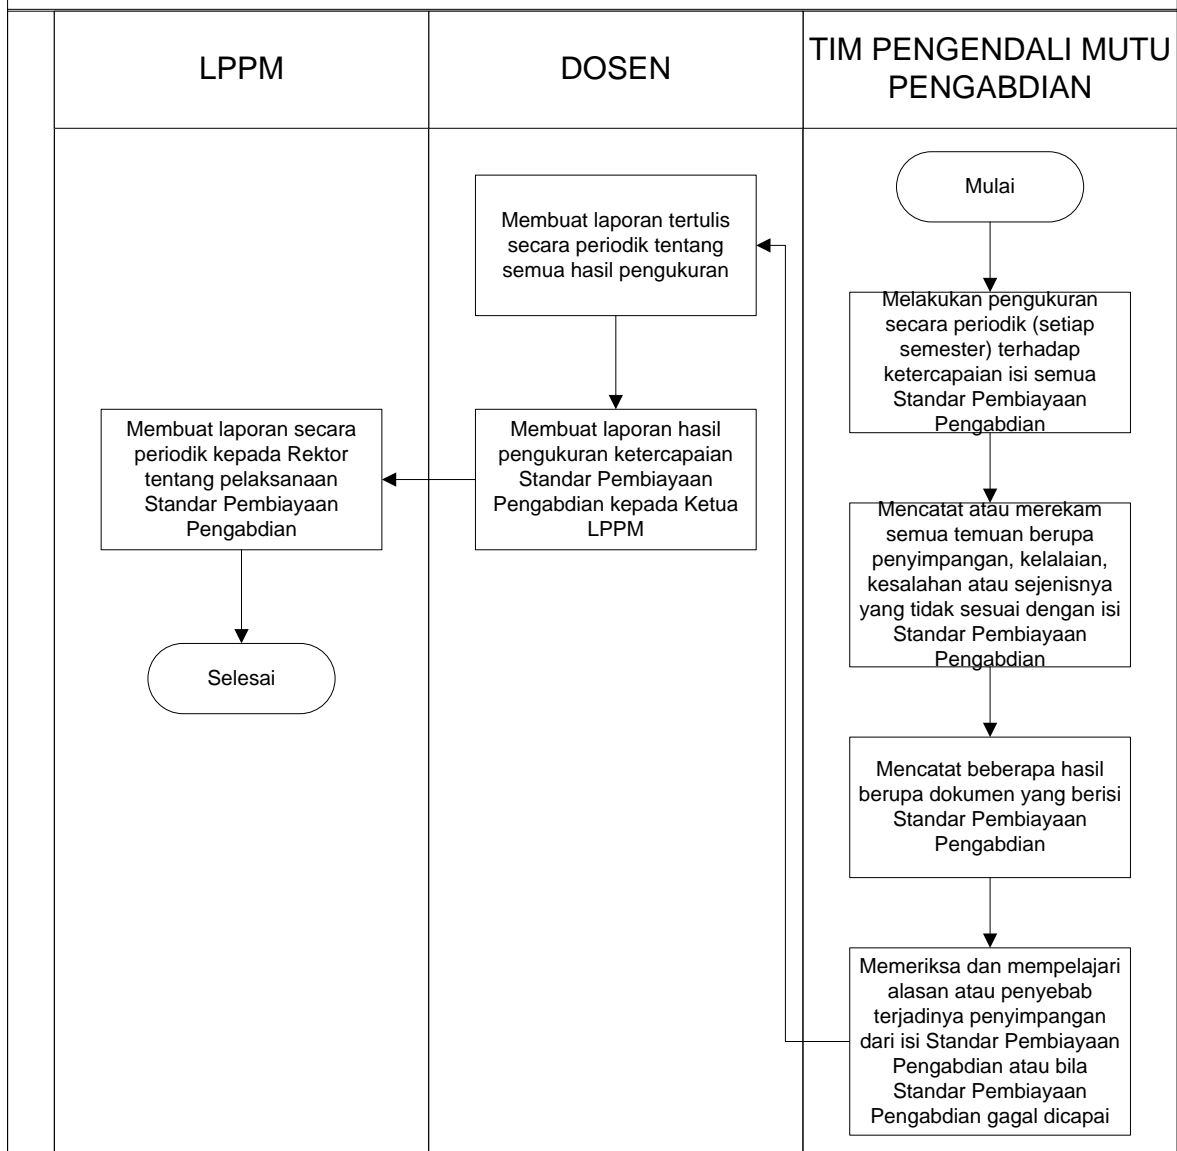 LPPM
DOSEN
TIM PENGENDALI MUTU
PENGABDIAN
Mulai
Melakukan pengukuran
secara periodik (setiap
semester) terhadap
ketercapaian isi semua
Standar Pembiayaan
Pengabdian
Mencatat atau merekam
semua temuan berupa
penyimpangan, kelalaian,
kesalahan atau sejenisnya
yang tidak sesuai dengan isi
Standar Pembiayaan
Pengabdian
Mencatat beberapa hasil
berupa dokumen yang berisi
Standar Pembiayaan
Pengabdian
Memeriksa dan mempelajari
alasan atau penyebab
terjadinya penyimpangan
dari isi Standar Pembiayaan
Pengabdian atau bila
Standar Pembiayaan
Pengabdian gagal dicapai
Membuat laporan tertulis
secara periodik tentang
semua hasil pengukuran
Membuat laporan hasil
pengukuran ketercapaian
Standar Pembiayaan
Pengabdian kepada Ketua
LPPM
Membuat laporan secara
periodik kepada Rektor
tentang pelaksanaan
Standar Pembiayaan
Pengabdian
Selesai